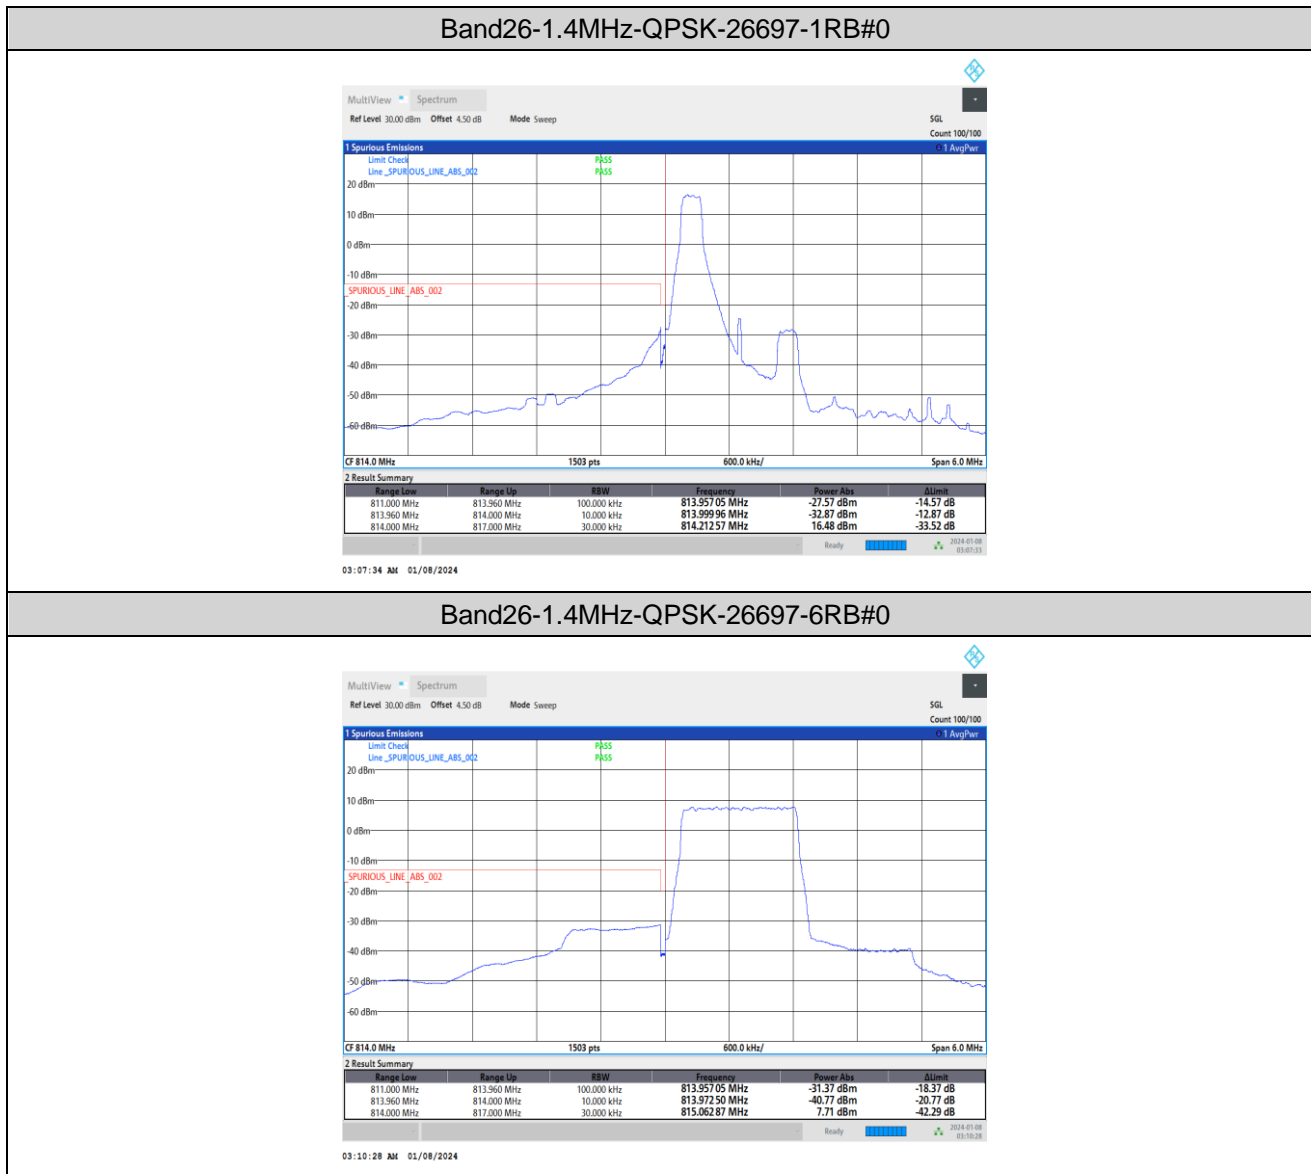 Band26-1.4MHz-QPSK-26697-1RB#0
MultiView Spectrum
Ref Level 30.00 dBm Offset 4.50 dB Mode Sweep SGL
Count 100/100
1 Spurious Emissions 1 AvgPwr
Limit Check PASS
Line _SPURIOUS_LINE_ABS_002 PASS
20 dBm
10 dBm
0 dBm
-10 dBm
_SPURIOUS_LINE_ABS_002
-20 dBm
-30 dBm
-40 dBm
-50 dBm
-60 dBm
CF 814.0 MHz 1503 pts 600.0 kHz/ Span 6.0 MHz
2 Result Summary
Range Low Range Up RBW Frequency Power Abs ΔLimit
811.000 MHz 813.960 MHz 100.000 kHz 813.95705 MHz -27.57 dBm -14.57 dB
813.960 MHz 814.000 MHz 10.000 kHz 813.99996 MHz -32.87 dBm -12.87 dB
814.000 MHz 817.000 MHz 30.000 kHz 814.21257 MHz 16.48 dBm -33.52 dB
Ready 2024-01-08
03:07:33
03:07:34 AM 01/08/2024
Band26-1.4MHz-QPSK-26697-6RB#0
MultiView Spectrum
Ref Level 30.00 dBm Offset 4.50 dB Mode Sweep SGL
Count 100/100
1 Spurious Emissions 1 AvgPwr
Limit Check PASS
Line _SPURIOUS_LINE_ABS_002 PASS
20 dBm
10 dBm
0 dBm
-10 dBm
_SPURIOUS_LINE_ABS_002
-20 dBm
-30 dBm
-40 dBm
-50 dBm
-60 dBm
CF 814.0 MHz 1503 pts 600.0 kHz/ Span 6.0 MHz
2 Result Summary
Range Low Range Up RBW Frequency Power Abs ΔLimit
811.000 MHz 813.960 MHz 100.000 kHz 813.95705 MHz -31.37 dBm -18.37 dB
813.960 MHz 814.000 MHz 10.000 kHz 813.97250 MHz -40.77 dBm -20.77 dB
814.000 MHz 817.000 MHz 30.000 kHz 815.06287 MHz 7.71 dBm -42.29 dB
Ready 2024-01-08
03:10:28
03:10:28 AM 01/08/2024